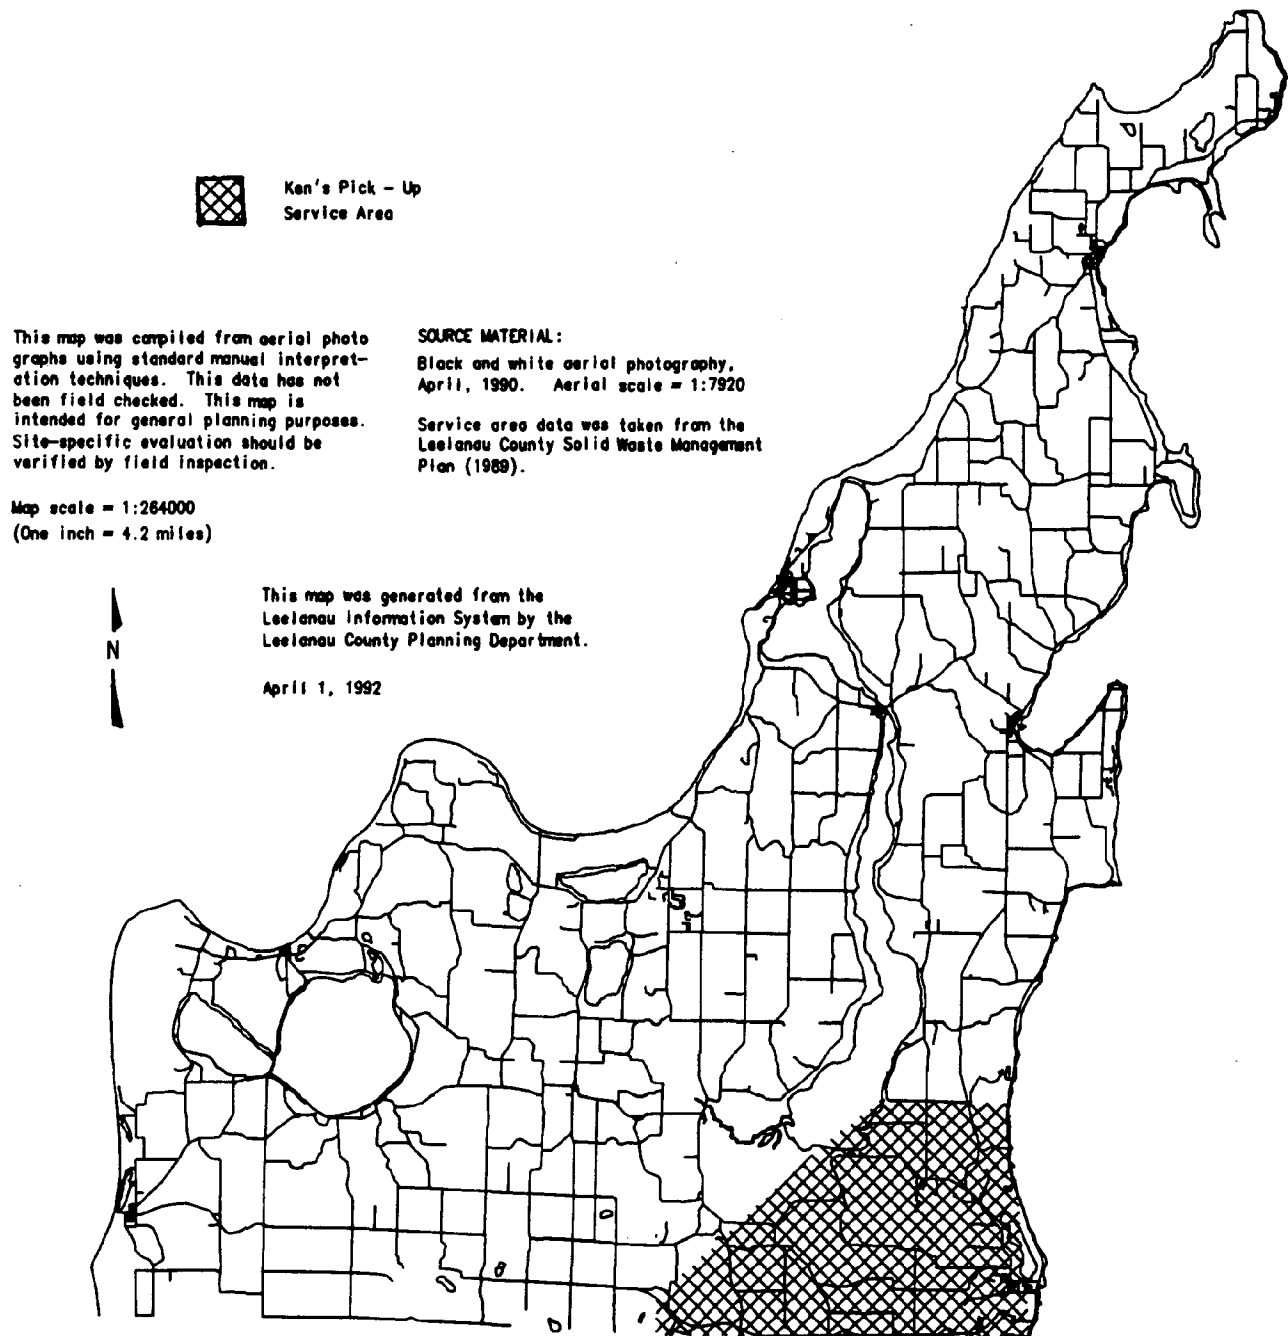 Ken's Pick - Up
Service Area
This map was compiled from aerial photo
graphs using standard manual interpret-
ation techniques. This data has not
been field checked. This map is
intended for general planning purposes.
Site-specific evaluation should be
verified by field inspection.
Map scale = 1:264000
(One inch = 4.2 miles)
SOURCE MATERIAL:
Black and white aerial photography,
April, 1990. Aerial scale = 1:7920
Service area data was taken from the
Leelanau County Solid Waste Management
Plan (1989).
N
This map was generated from the
Leelanau Information System by the
Leelanau County Planning Department.
April 1, 1992